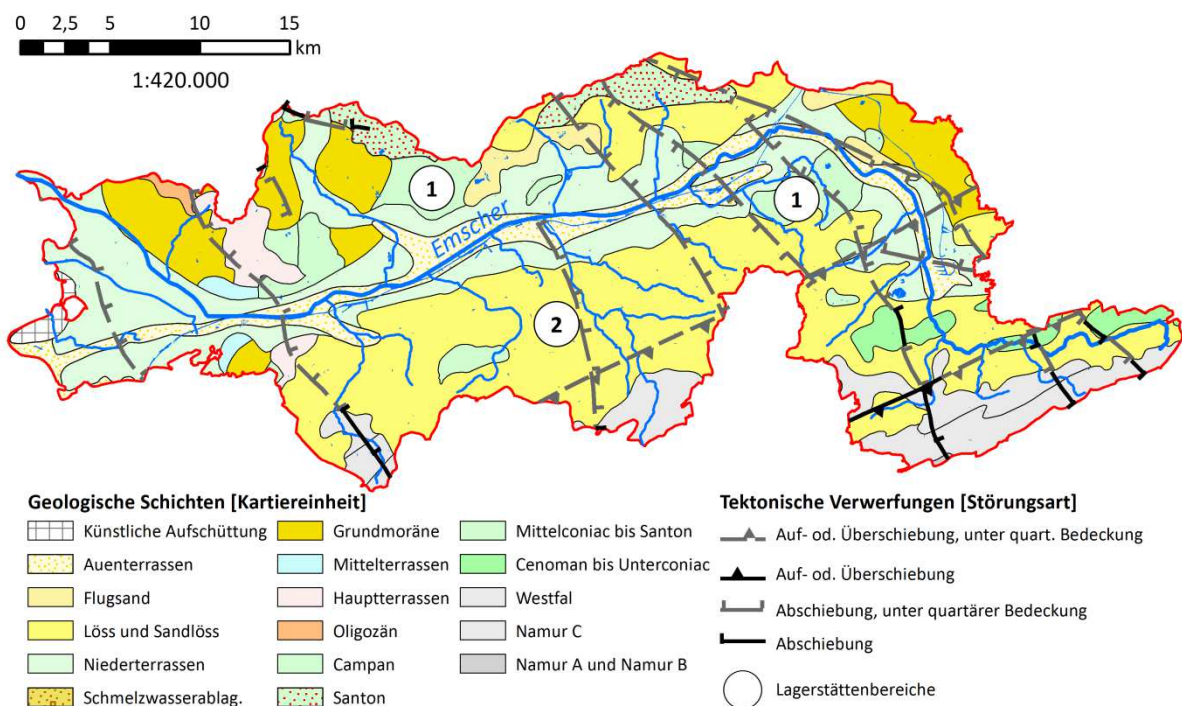 0 2,5 5 10 15
km
1:420.000
1
1
Emscher
2
Geologische Schichten [Kartiereinheit]
Künstliche Aufschüttung
Auenterrassen
Flugsand
Löss und Sandlöss
Niederterrassen
Schmelzwasserablag.
Grundmoräne
Mittelterrassen
Hauptterrassen
Oligozän
Campan
Santon
Mittelconiac bis Santon
Cenoman bis Unterconiac
Westfal
Namur C
Namur A und Namur B
Tektonische Verwerfungen [Störungsart]
Auf- od. Überschiebung, unter quart. Bedeckung
Auf- od. Überschiebung
Abschiebung, unter quartärer Bedeckung
Abschiebung
Lagerstättenbereiche